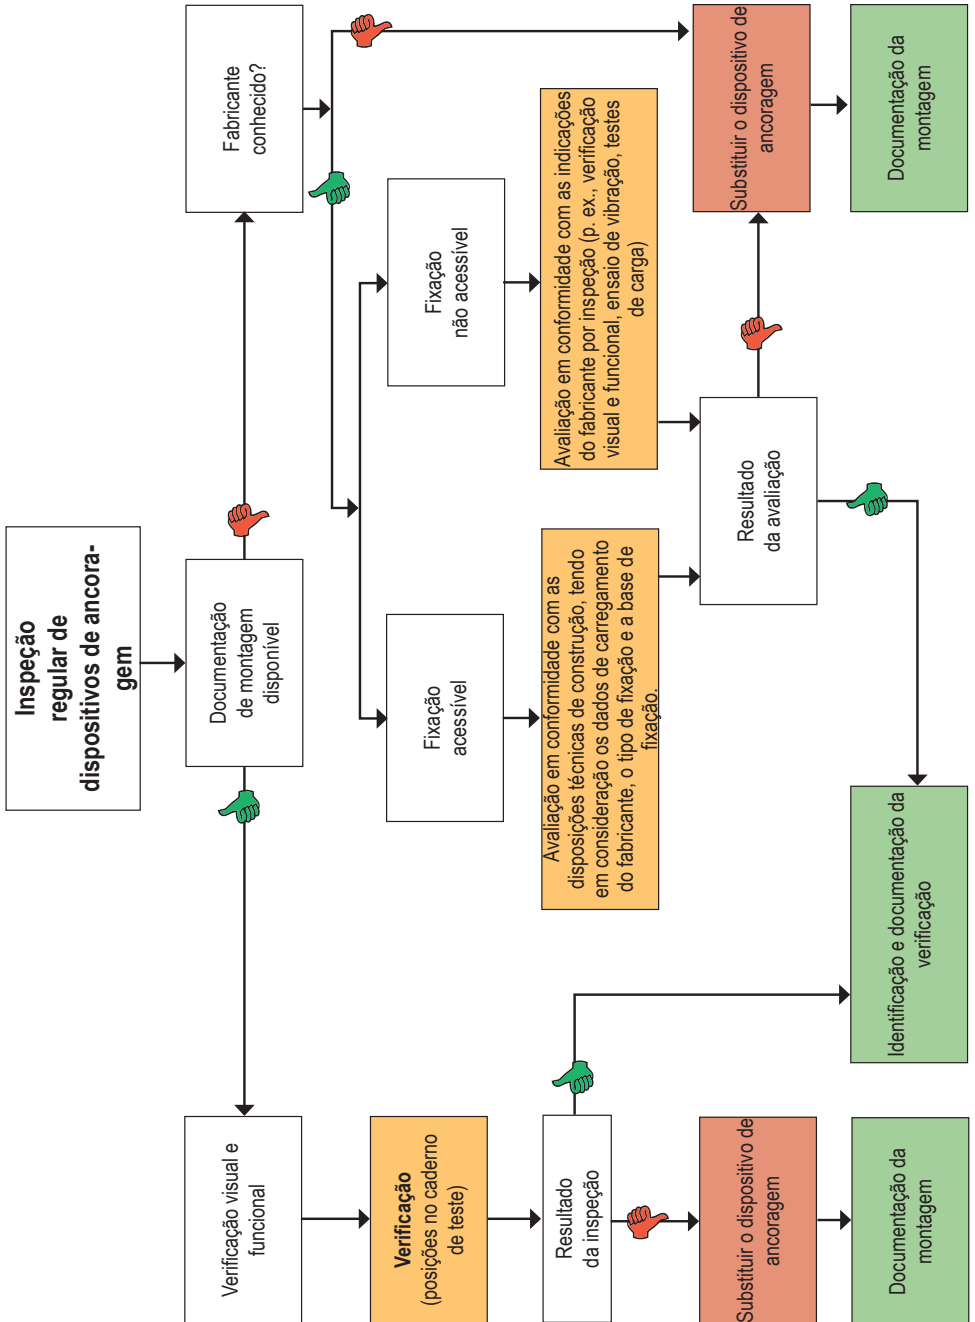 Inspeção
regular de
dispositivos de ancora-
gem
Documentação
de montagem
disponível
Verificação visual e
funcional
Verificação
(posições no caderno
de teste)
Resultado
da inspeção
Substituir o dispositivo de
ancoragem
Documentação da
montagem
Fabricante
conhecido?
Fixação
acessível
Fixação
não acessível
Avaliação em conformidade com as
disposições técnicas de construção, tendo
em consideração os dados de carregamento
do fabricante, o tipo de fixação e a base de
fixação.
Avaliação em conformidade com as indicações
do fabricante por inspeção (p. ex., verificação
visual e funcional, ensaio de vibração, testes
de carga)
Resultado
da avaliação
Identificação e documentação da
verificação
Substituir o dispositivo de
ancoragem
Documentação da
montagem